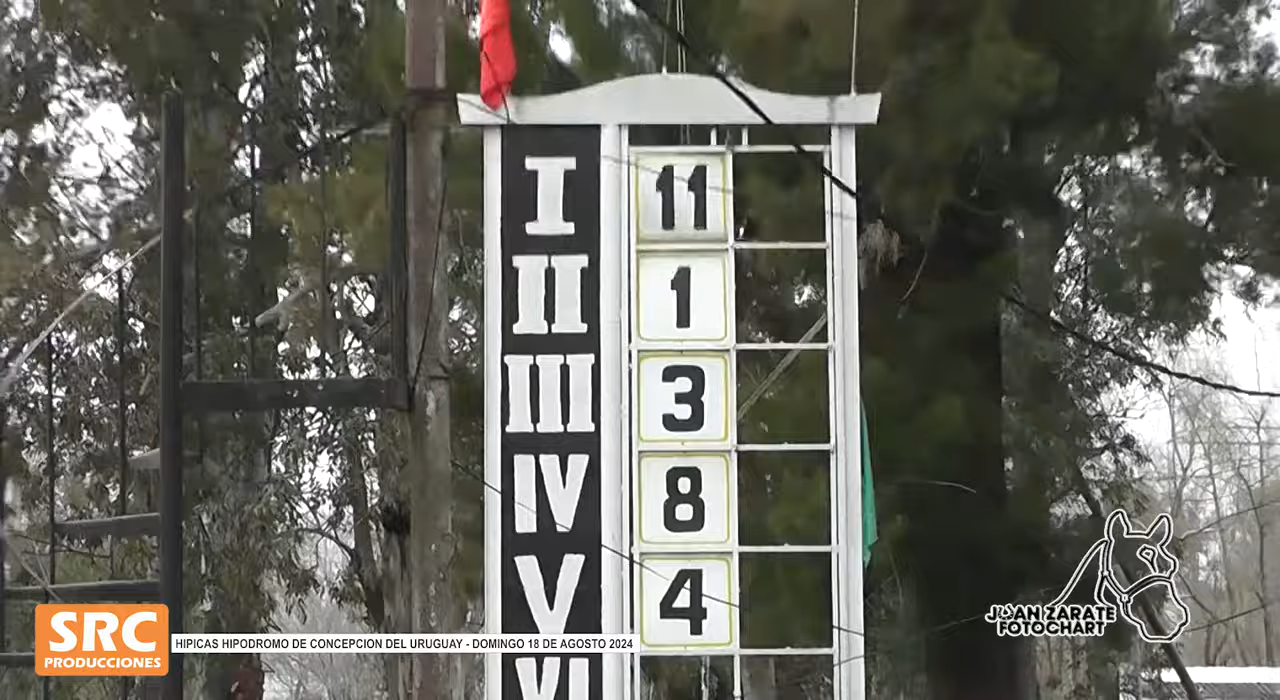 I 11
II 1
III 3
IV 8
V 4
VI
SRC
PRODUCCIONES
HIPICAS HIPODROMO DE CONCEPCION DEL URUGUAY - DOMINGO 18 DE AGOSTO 2024
JUAN ZARATE
FOTOCHART